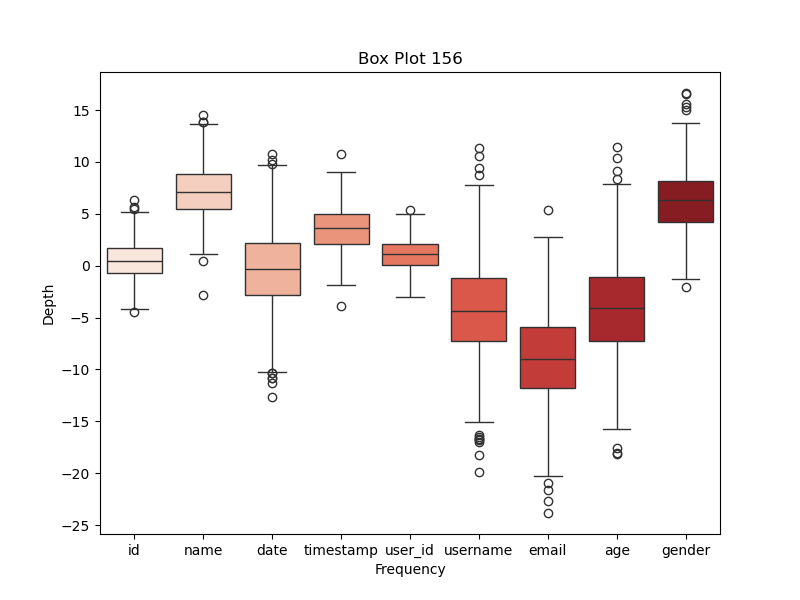 Box Plot 156
Depth
15
10
5
0
−5
−10
−15
−20
−25
id name date timestamp user_id username email age gender
Frequency